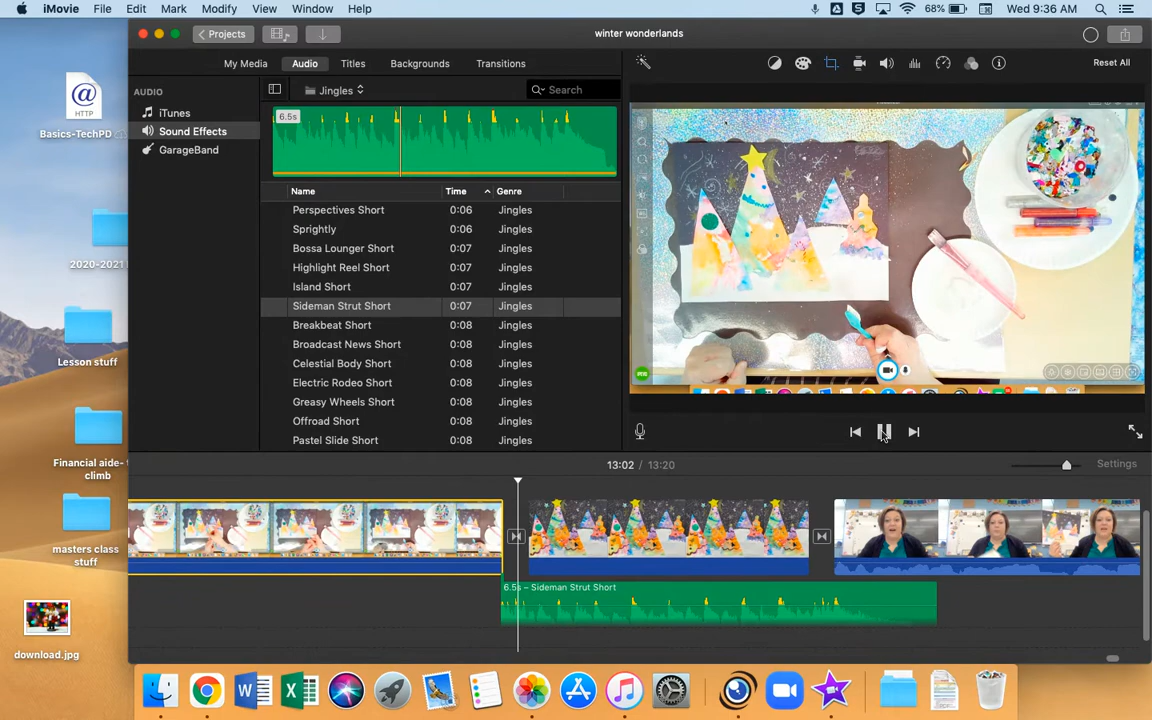 iMovie File Edit Mark Modify View Window Help
68% Wed 9:36 AM
Projects
winter wonderlands
My Media Audio Titles Backgrounds Transitions
Reset All
AUDIO
iTunes
Sound Effects
GarageBand
Jingles
Search
6.5s
Name Time Genre
Perspectives Short 0:06 Jingles
Sprightly 0:06 Jingles
Bossa Lounger Short 0:07 Jingles
Highlight Reel Short 0:07 Jingles
Island Short 0:07 Jingles
Sideman Strut Short 0:07 Jingles
Breakbeat Short 0:08 Jingles
Broadcast News Short 0:08 Jingles
Celestial Body Short 0:08 Jingles
Electric Rodeo Short 0:08 Jingles
Greasy Wheels Short 0:08 Jingles
Offroad Short 0:08 Jingles
Pastel Slide Short 0:08 Jingles
HTTP
Basics-TechPD
2020-2021
Lesson stuff
Financial aide-
climb
masters class
stuff
download.jpg
13:02 / 13:20
Settings
6.5s – Sideman Strut Short